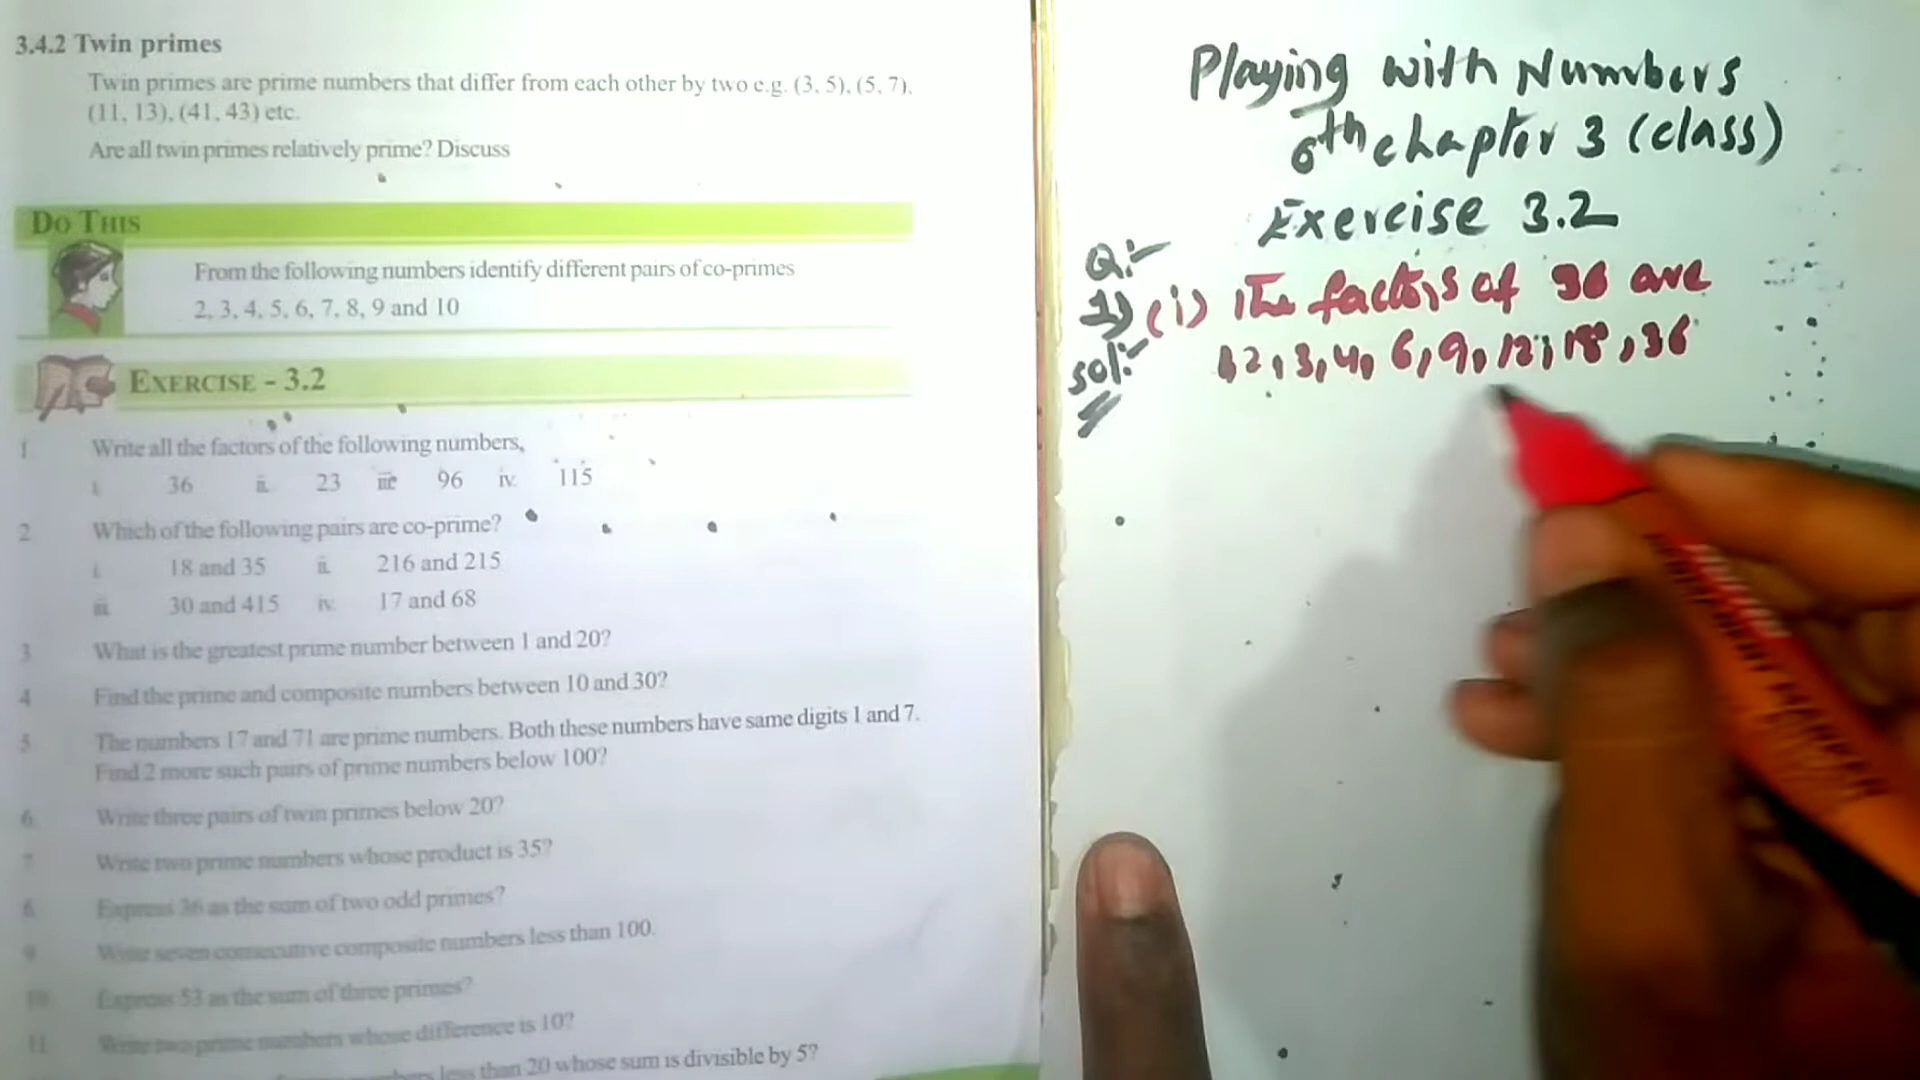 3.4.2 Twin primes
Twin primes are prime numbers that differ from each other by two e.g. (3, 5), (5, 7),
(11, 13), (41, 43) etc.
Are all twin primes relatively prime? Discuss
DO THIS
From the following numbers identify different pairs of co-primes
2, 3, 4, 5, 6, 7, 8, 9 and 10
EXERCISE - 3.2
1 Write all the factors of the following numbers,
i. 36 ii. 23 iii 96 iv. 115
2 Which of the following pairs are co-prime?
i. 18 and 35 ii. 216 and 215
iii 30 and 415 iv. 17 and 68
3 What is the greatest prime number between 1 and 20?
4 Find the prime and composite numbers between 10 and 30?
5 The numbers 17 and 71 are prime numbers. Both these numbers have same digits 1 and 7.
Find 2 more such pairs of prime numbers below 100?
6 Write three pairs of twin primes below 20?
7 Write two prime numbers whose product is 35?
8 Express 36 as the sum of two odd primes?
9 Write seven consecutive composite numbers less than 100.
10 Express 53 as the sum of three primes?
11 Write two prime numbers whose difference is 10?
less than 20 whose sum is divisible by 5?
Playing with Numbers
6th chapter 3 (class)
Exercise 3.2
Q:-
1) (i) The factors of 36 are
Sol:- 1,2,3,4,6,9,12,18,36